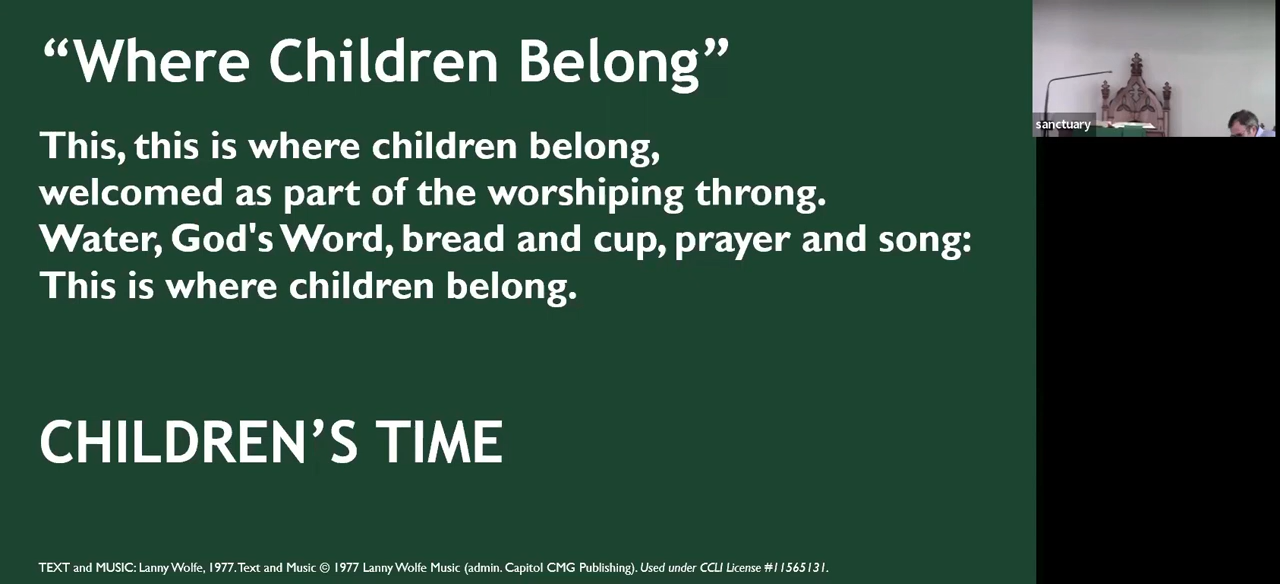 “Where Children Belong”
This, this is where children belong,
welcomed as part of the worshiping throng.
Water, God's Word, bread and cup, prayer and song:
This is where children belong.
CHILDREN’S TIME
TEXT and MUSIC: Lanny Wolfe, 1977. Text and Music © 1977 Lanny Wolfe Music (admin. Capitol CMG Publishing). Used under CCLI License #11565131.
sanctuary